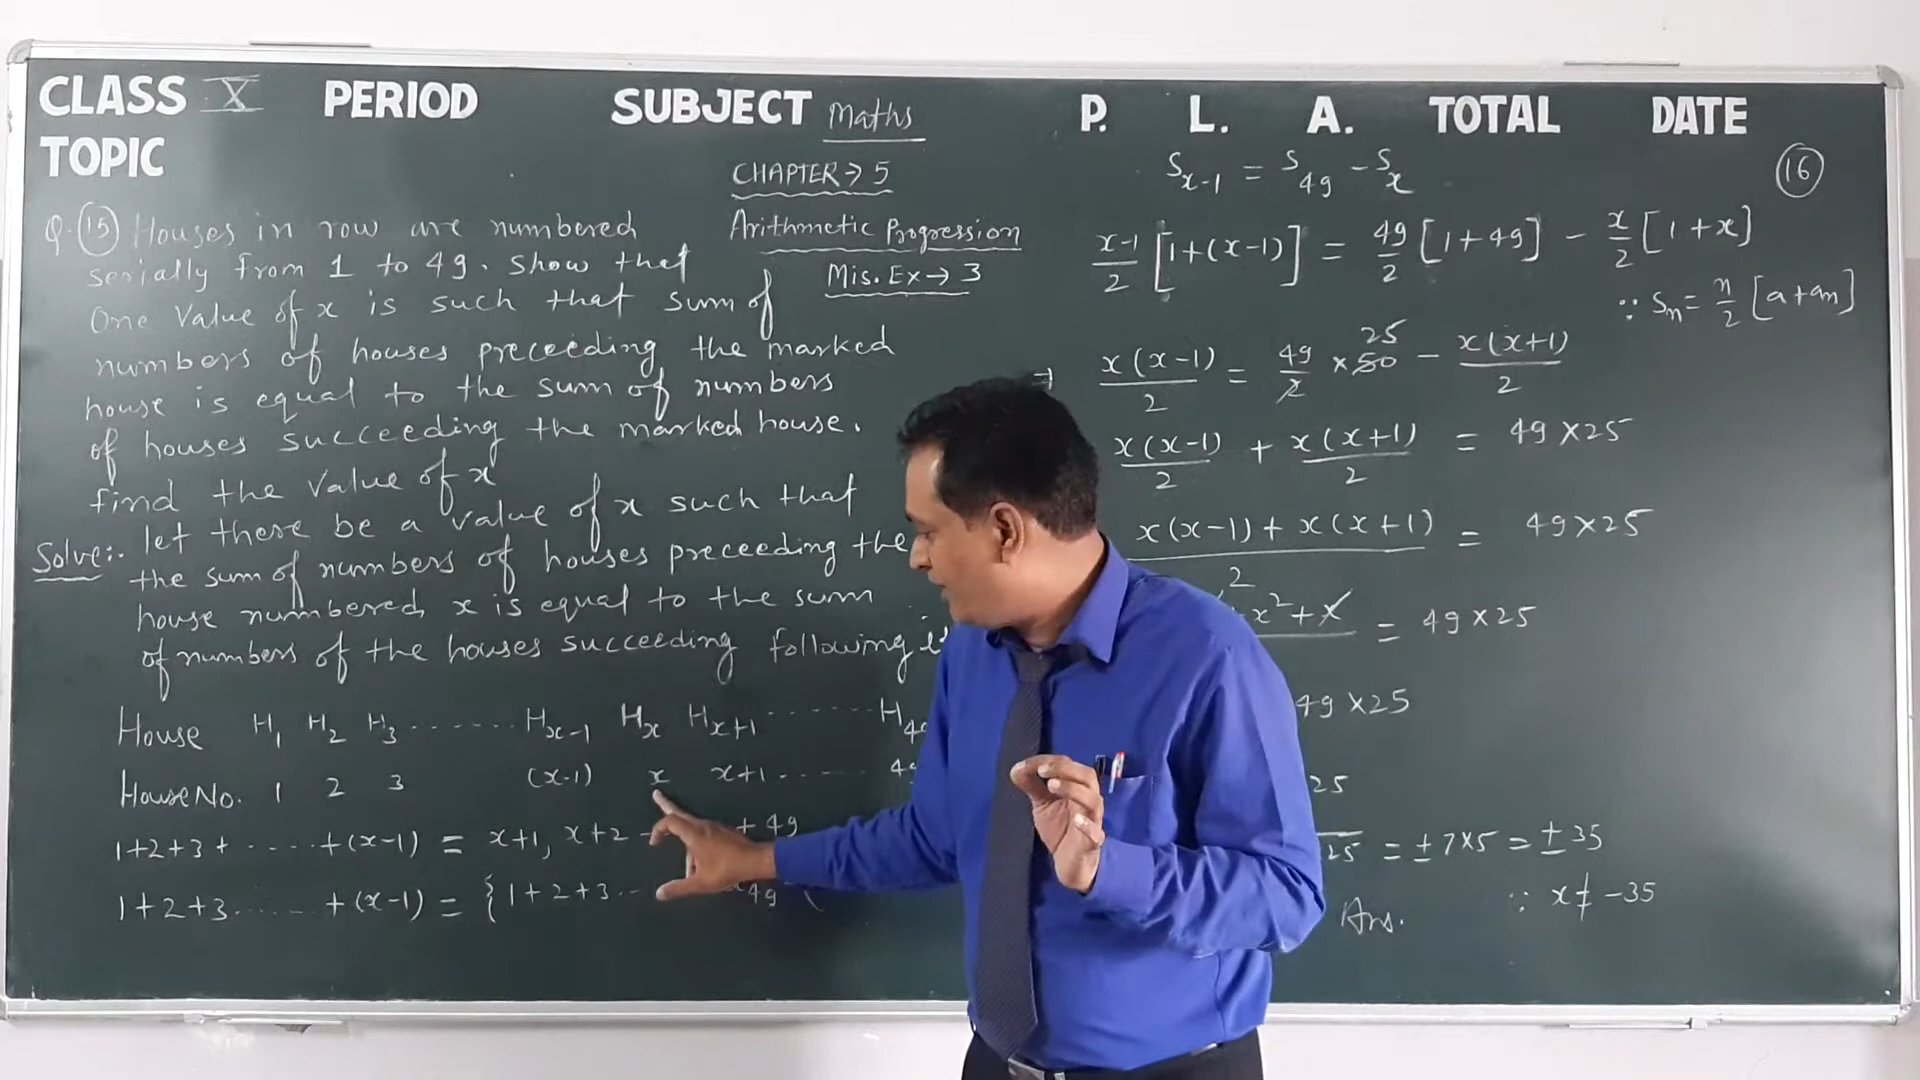 CLASS X PERIOD SUBJECT Maths P. L. A. TOTAL DATE
TOPIC
CHAPTER→5
Arithmetic Progression
Mis. Ex→3
Q. 15 Houses in row are numbered
serially from 1 to 49. Show that
One Value of x is such that sum of
numbers of houses preceeding the marked
house is equal to the sum of numbers
of houses succeeding the marked house.
find the value of x
Solve:. let there be a value of x such that
the sum of numbers of houses preceeding the
house numbered x is equal to the sum
of numbers of the houses succeeding following it
House H₁ H₂ H₃ ........ Hₓ₋₁ Hₓ Hₓ₊₁ ....... H
House No. 1 2 3 (x-1) x x+1 ......
1+2+3+ ..... +(x-1) = x+1, x+2 + 49
1+2+3 ...... +(x-1) = {1+2+3... 49
16
Sₓ₋₁ = S₄₉ - Sₓ
x-1/2 [1+(x-1)] = 49/2 [1+49] - x/2 [1+x]
∵ Sₙ = n/2 [a+an]
⇒ x(x-1)/2 = 49/2 × 50 25 - x(x+1)/2
x(x-1)/2 + x(x+1)/2 = 49×25
x(x-1) + x(x+1)/2 = 49×25
x² + x = 49×25
49×25
25
25 = ±7×5 = ±35
Ans. ∵ x≠ -35